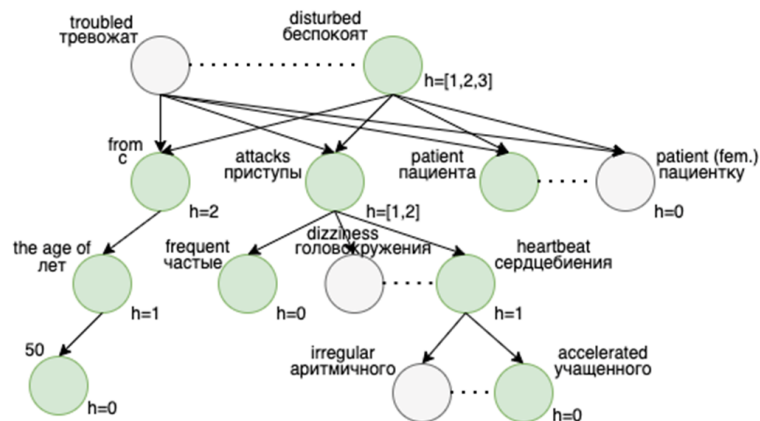 troubled
тревожат
disturbed
беспокоят
h=[1,2,3]
from
с
attacks
приступы
patient
пациента
patient (fem.)
пациентку
h=2
h=[1,2]
h=0
the age of
лет
frequent
частые
dizziness
головокружения
heartbeat
сердцебиения
h=1
h=0
h=1
50
irregular
аритмичного
accelerated
учащенного
h=0
h=0